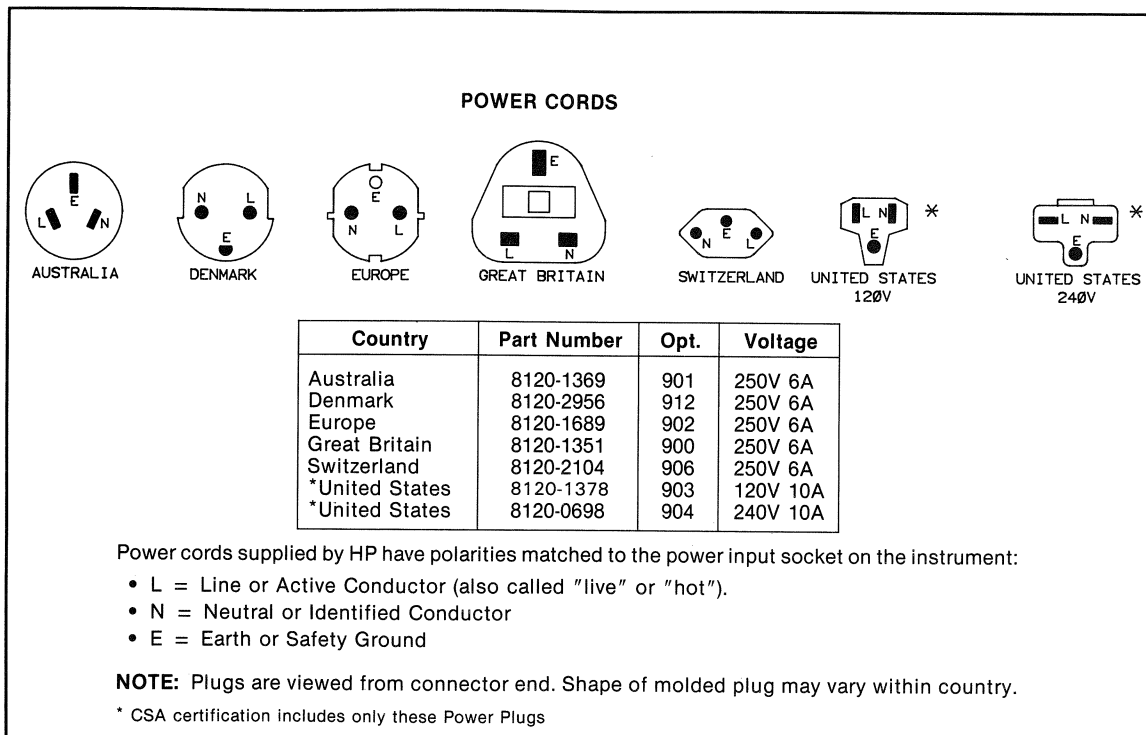 POWER CORDS
E
L
N
AUSTRALIA
N
L
E
DENMARK
E
N
L
EUROPE
E
L
N
GREAT BRITAIN
N
E
L
SWITZERLAND
L N *
E
UNITED STATES
120V
L N *
E
UNITED STATES
240V
Country Part Number Opt. Voltage
Australia 8120-1369 901 250V 6A
Denmark 8120-2956 912 250V 6A
Europe 8120-1689 902 250V 6A
Great Britain 8120-1351 900 250V 6A
Switzerland 8120-2104 906 250V 6A
*United States 8120-1378 903 120V 10A
*United States 8120-0698 904 240V 10A
Power cords supplied by HP have polarities matched to the power input socket on the instrument:
• L = Line or Active Conductor (also called "live" or "hot").
• N = Neutral or Identified Conductor
• E = Earth or Safety Ground
NOTE: Plugs are viewed from connector end. Shape of molded plug may vary within country.
* CSA certification includes only these Power Plugs